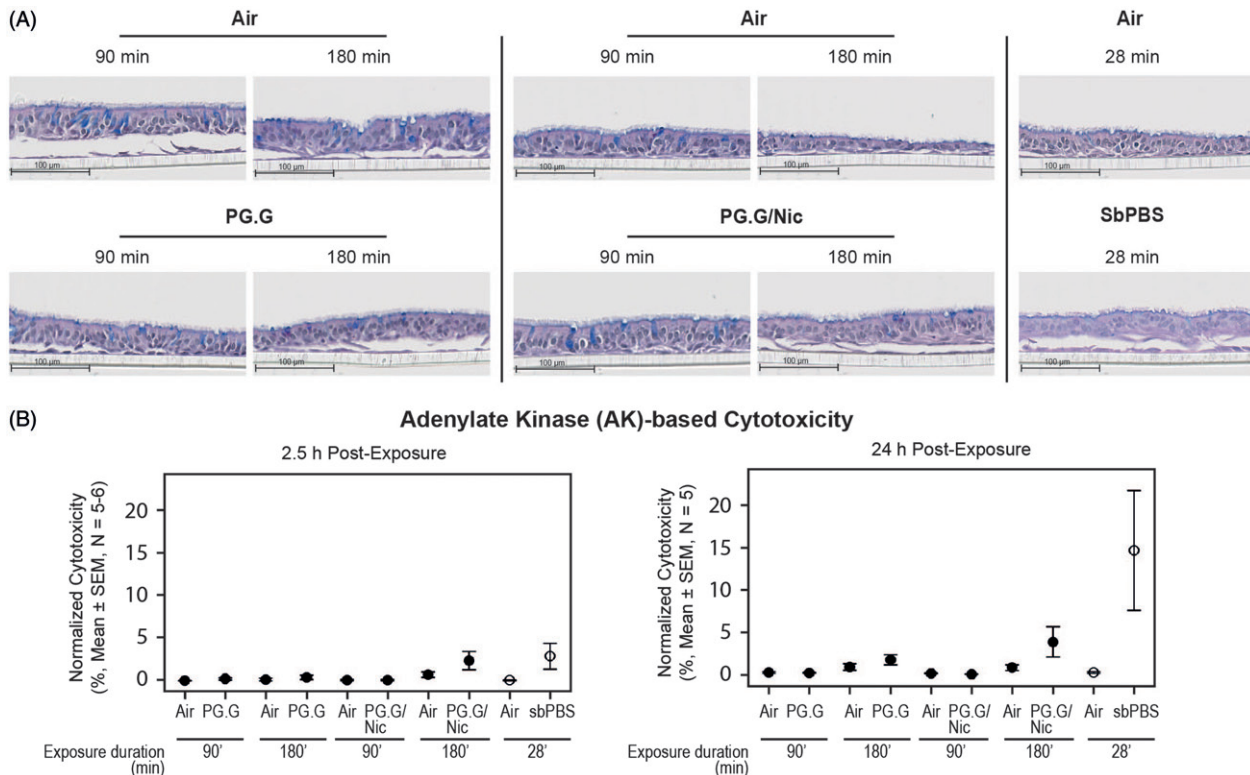 (A)
Air
Air
Air
90 min
180 min
90 min
180 min
28 min
100 µm
100 µm
100 µm
100 µm
100 µm
PG.G
PG.G/Nic
SbPBS
90 min
180 min
90 min
180 min
28 min
100 µm
100 µm
100 µm
100 µm
100 µm
(B)
Adenylate Kinase (AK)-based Cytotoxicity
2.5 h Post-Exposure
Normalized Cytotoxicity
(%, Mean ± SEM, N = 5-6)
20
15
10
5
0
Air PG.G Air PG.G Air PG.G/ Air PG.G/ Air sbPBS
Nic Nic
Exposure duration 90' 180' 90' 180' 28'
(min)
24 h Post-Exposure
Normalized Cytotoxicity
(%, Mean ± SEM, N = 5)
20
15
10
5
0
Air PG.G Air PG.G Air PG.G/ Air PG.G/ Air sbPBS
Nic Nic
Exposure duration 90' 180' 90' 180' 28'
(min)